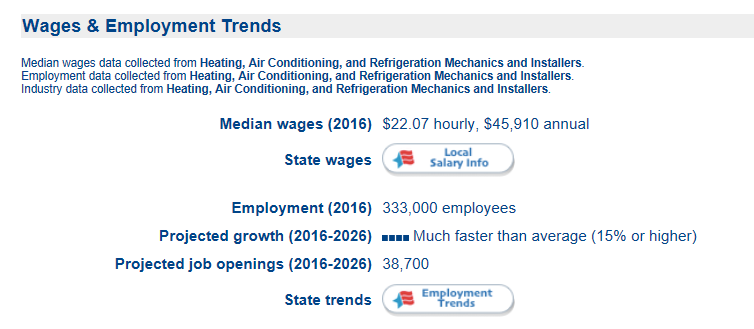 Wages & Employment Trends
Median wages data collected from Heating, Air Conditioning, and Refrigeration Mechanics and Installers.
Employment data collected from Heating, Air Conditioning, and Refrigeration Mechanics and Installers.
Industry data collected from Heating, Air Conditioning, and Refrigeration Mechanics and Installers.
Median wages (2016) $22.07 hourly, $45,910 annual
State wages Local
Salary Info
Employment (2016) 333,000 employees
Projected growth (2016-2026) Much faster than average (15% or higher)
Projected job openings (2016-2026) 38,700
State trends Employment
Trends